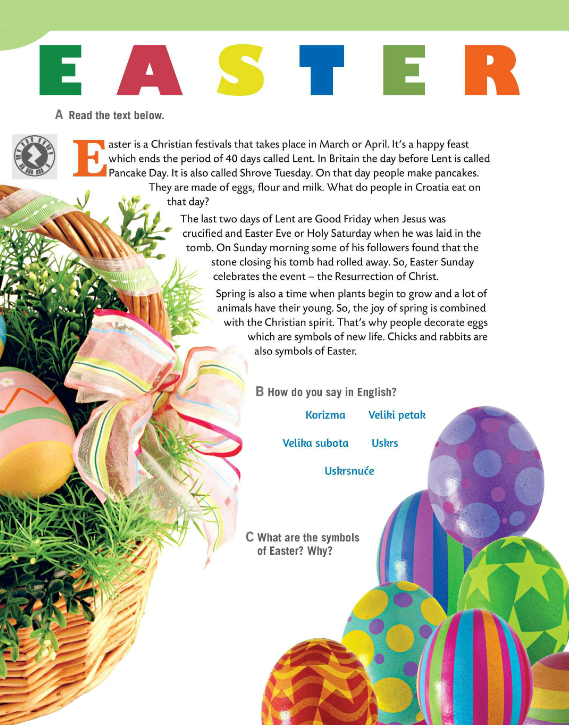 EASTER
A Read the text below.
Easter is a Christian festivals that takes place in March or April. It's a happy feast
which ends the period of 40 days called Lent. In Britain the day before Lent is called
Pancake Day. It is also called Shrove Tuesday. On that day people make pancakes.
They are made of eggs, flour and milk. What do people in Croatia eat on
that day?
The last two days of Lent are Good Friday when Jesus was
crucified and Easter Eve or Holy Saturday when he was laid in the
tomb. On Sunday morning some of his followers found that the
stone closing his tomb had rolled away. So, Easter Sunday
celebrates the event – the Resurrection of Christ.
Spring is also a time when plants begin to grow and a lot of
animals have their young. So, the joy of spring is combined
with the Christian spirit. That's why people decorate eggs
which are symbols of new life. Chicks and rabbits are
also symbols of Easter.
B How do you say in English?
Korizma Veliki petak
Velika subota Uskrs
Uskrsnuće
C What are the symbols
of Easter? Why?